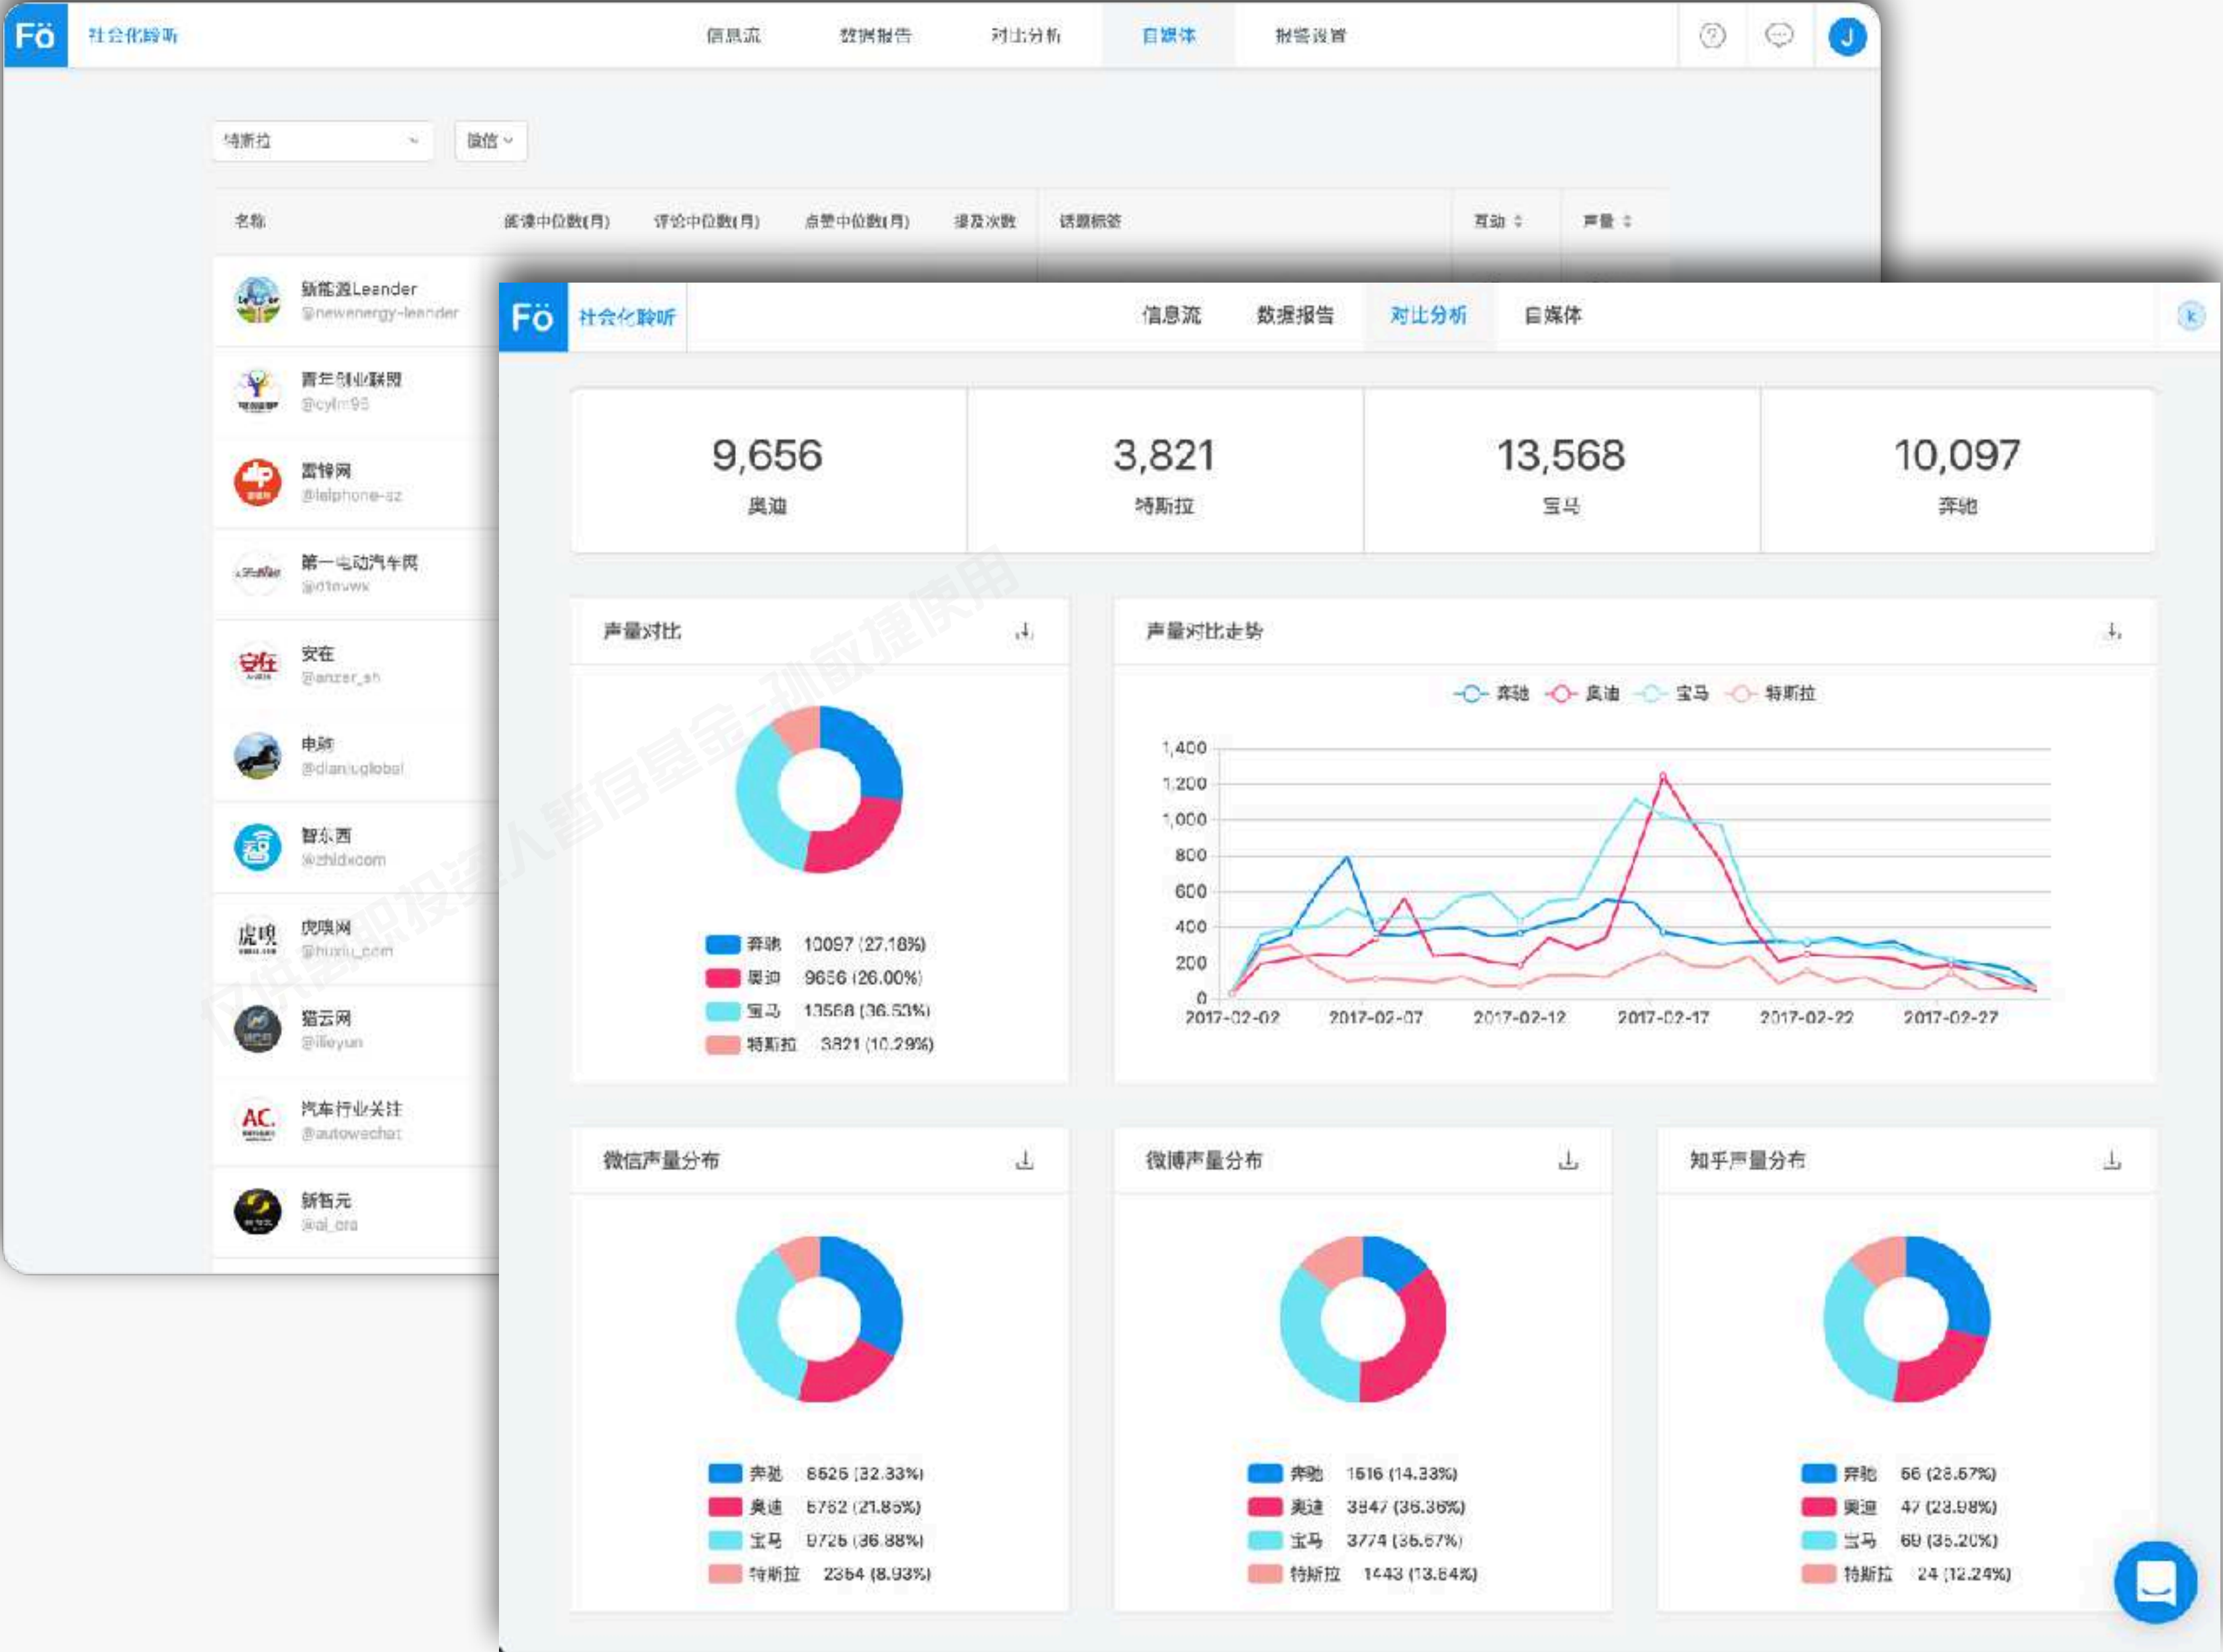 Fö 社会化聆听 信息流 数据报告 对比分析 自媒体 报警设置 J
特斯拉 微信
名称 阅读中位数(月) 评论中位数(月) 点赞中位数(月) 提及次数 话题标签 互动 声量
新能源Leander
@newenergy-leander
青年创业联盟
@cylm96
雷锋网
@leiphone-sz
第一电动汽车网
安在
@anzer_sh
智东西
@zhidxcom
虎嗅网
@huxiu_com
猎云网
@ilieyun
AC.
汽车行业关注
@autowechat
新智元
@ai_era
Fö 社会化聆听 信息流 数据报告 对比分析 自媒体 k
9,656 3,821 13,568 10,097
奥迪 特斯拉 宝马 奔驰
声量对比
奔驰 10097 (27.18%)
奥迪 9656 (26.00%)
宝马 13568 (36.53%)
特斯拉 3821 (10.29%)
声量对比走势
奔驰 奥迪 宝马 特斯拉
1,400
1,200
1,000
800
600
400
200
0
2017-02-02 2017-02-07 2017-02-12 2017-02-17 2017-02-22 2017-02-27
微信声量分布
奔驰 8525 (32.33%)
奥迪 5762 (21.85%)
宝马 9725 (36.88%)
特斯拉 2354 (8.93%)
微博声量分布
奔驰 1516 (14.33%)
奥迪 3847 (36.36%)
宝马 3774 (35.67%)
特斯拉 1443 (13.64%)
知乎声量分布
奔驰 56 (28.57%)
奥迪 47 (23.98%)
宝马 69 (35.20%)
特斯拉 24 (12.24%)